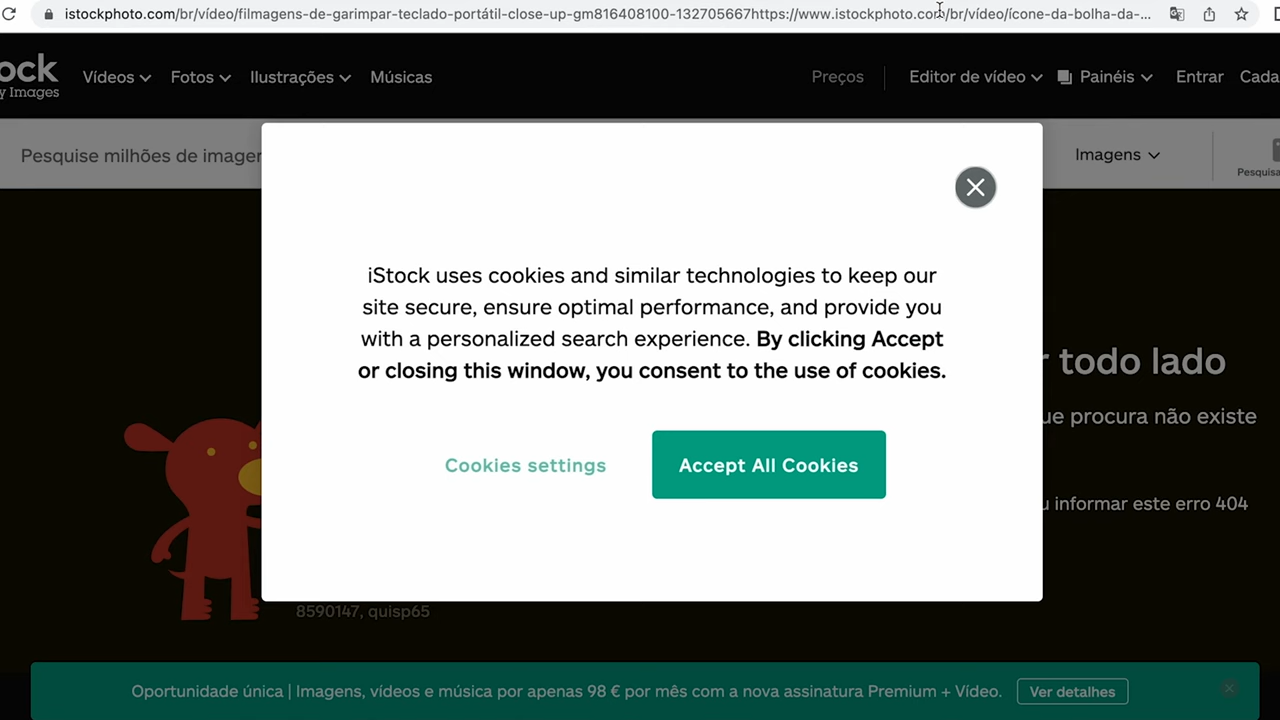 istockphoto.com/br/vídeo/filmagens-de-garimpar-teclado-portátil-close-up-gm816408100-132705667https://www.istockphoto.com/br/vídeo/ícone-da-bolha-da-...
ock
y Images
Vídeos
Fotos
Ilustrações
Músicas
Preços
Editor de vídeo
Painéis
Entrar
Cada
Pesquise milhões de imager
Imagens
Pesquisa
iStock uses cookies and similar technologies to keep our
site secure, ensure optimal performance, and provide you
with a personalized search experience. By clicking Accept
or closing this window, you consent to the use of cookies.
Cookies settings
Accept All Cookies
r todo lado
ue procura não existe
u informar este erro 404
8590147, quisp65
Oportunidade única | Imagens, vídeos e música por apenas 98 € por mês com a nova assinatura Premium + Vídeo.
Ver detalhes